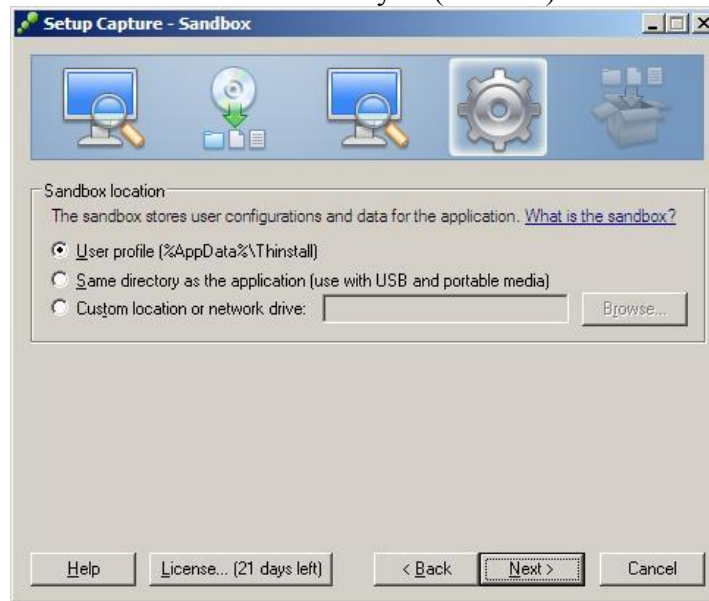 Setup Capture - Sandbox
Sandbox location
The sandbox stores user configurations and data for the application. What is the sandbox?
User profile (%AppData%\Thinstall)
Same directory as the application (use with USB and portable media)
Custom location or network drive: Browse...
Help License... (21 days left) < Back Next > Cancel